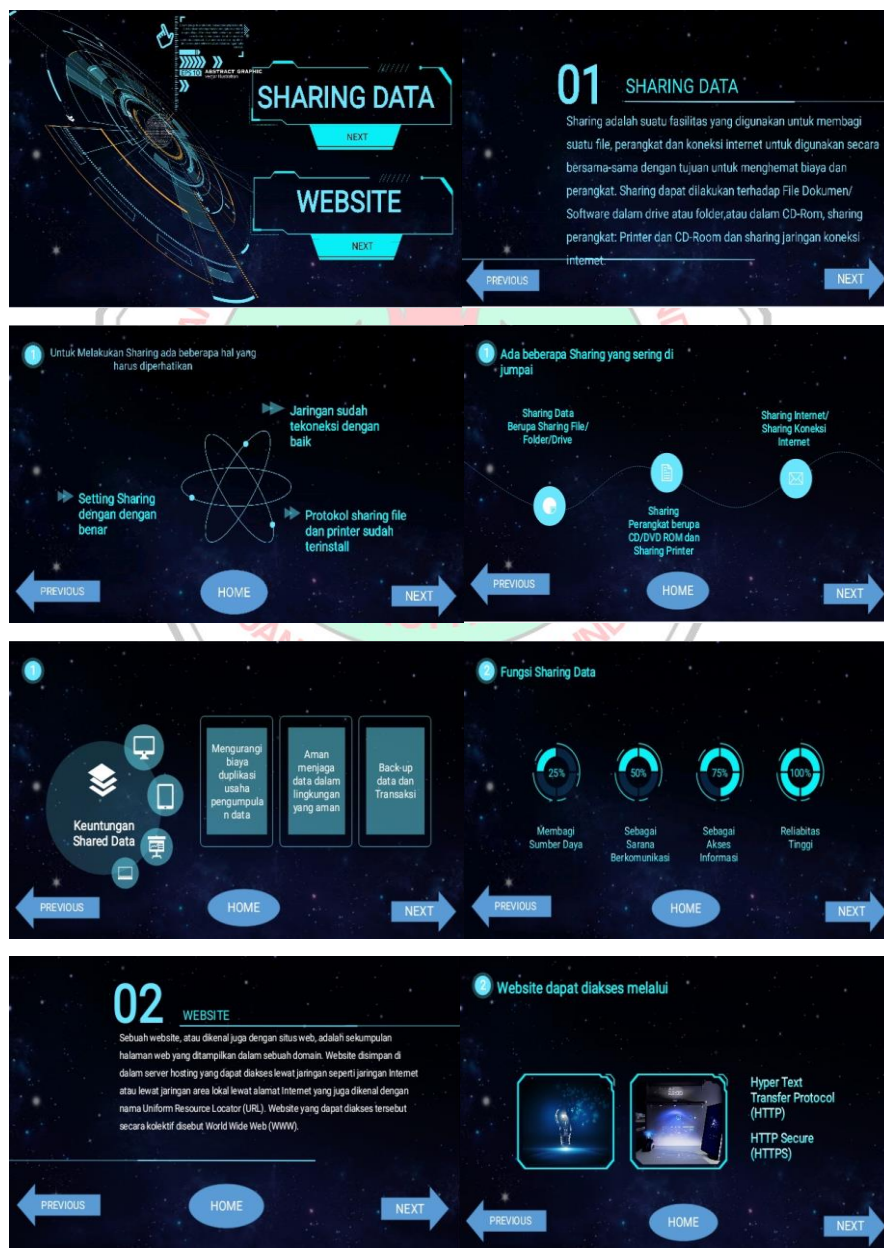 EPS 10 ABSTRACT GRAPHIC
vector illustration
SHARING DATA
NEXT
WEBSITE
NEXT
01
SHARING DATA
Sharing adalah suatu fasilitas yang digunakan untuk membagi
suatu file, perangkat dan koneksi internet untuk digunakan secara
bersama-sama dengan tujuan untuk menghemat biaya dan
perangkat. Sharing dapat dilakukan terhadap File Dokumen/
Software dalam drive atau folder,atau dalam CD-Rom, sharing
perangkat: Printer dan CD-Room dan sharing jaringan koneksi
internet.
PREVIOUS
NEXT
1
Untuk Melakukan Sharing ada beberapa hal yang
harus diperhatikan
Jaringan sudah
tekoneksi dengan
baik
Setting Sharing
dengan dengan
benar
Protokol sharing file
dan printer sudah
terinstall
PREVIOUS
HOME
NEXT
1
Ada beberapa Sharing yang sering di
jumpai
Sharing Data
Berupa Sharing File/
Folder/Drive
Sharing
Perangkat berupa
CD/DVD ROM dan
Sharing Printer
Sharing Internet/
Sharing Koneksi
Internet
PREVIOUS
HOME
NEXT
1
Keuntungan
Shared Data
Mengurangi
biaya
duplikasi
usaha
pengumpula
n data
Aman
menjaga
data dalam
lingkungan
yang aman
Back-up
data dan
Transaksi
PREVIOUS
HOME
NEXT
2
Fungsi Sharing Data
25%
50%
75%
100%
Membagi
Sumber Daya
Sebagai
Sarana
Berkomunikasi
Sebagai
Akses
Informasi
Reliabitas
Tinggi
PREVIOUS
HOME
NEXT
02
WEBSITE
Sebuah website, atau dikenal juga dengan situs web, adalah sekumpulan
halaman web yang ditampilkan dalam sebuah domain. Website disimpan di
dalam server hosting yang dapat diakses lewat jaringan seperti jaringan Internet
atau lewat jaringan area lokal lewat alamat Internet yang juga dikenal dengan
nama Uniform Resource Locator (URL). Website yang dapat diakses tersebut
secara kolektif disebut World Wide Web (WWW).
PREVIOUS
HOME
NEXT
2
Website dapat diakses melalui
Hyper Text
Transfer Protocol
(HTTP)
HTTP Secure
(HTTPS)
PREVIOUS
HOME
NEXT